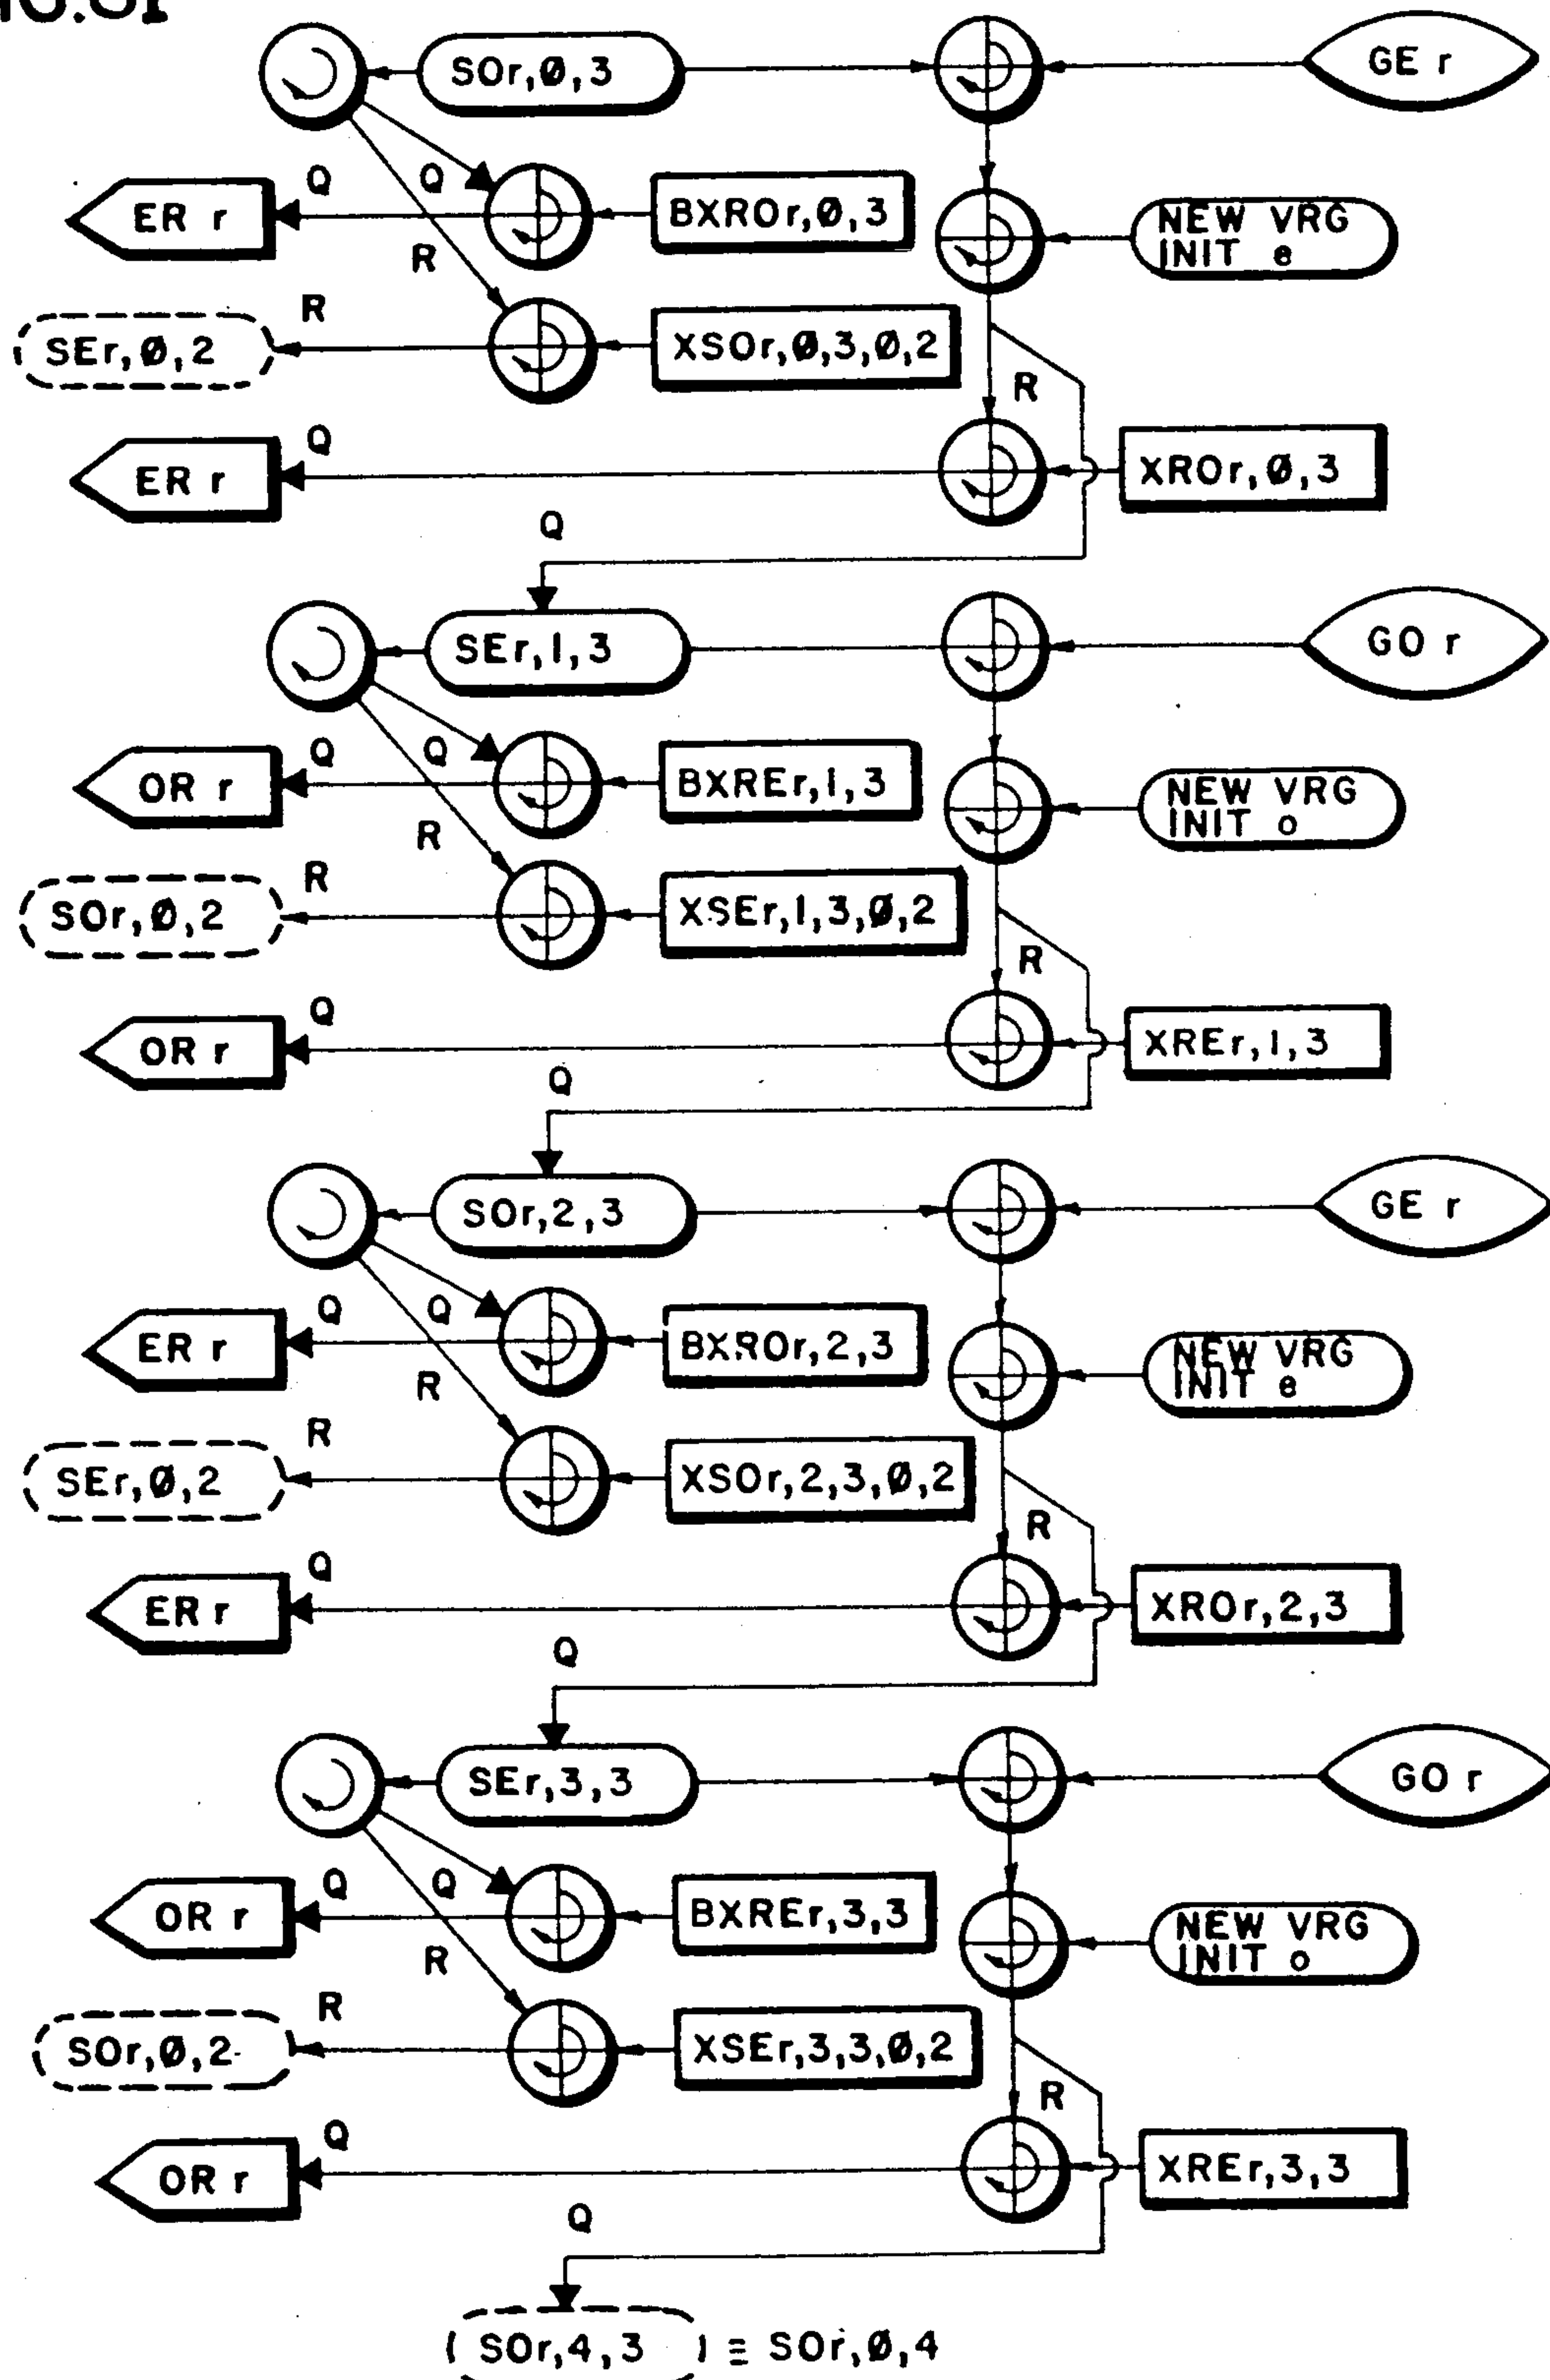 SOr,Ø,3
GE r
ER r
Q
Q
BXROr,Ø,3
NEW VRG
INIT e
R
SEr,Ø,2
R
XSOr,Ø,3,Ø,2
R
ER r
Q
XROr,Ø,3
Q
SEr,1,3
GO r
OR r
Q
Q
BXREr,1,3
NEW VRG
INIT o
R
SOr,Ø,2
R
XSEr,1,3,Ø,2
R
OR r
Q
XREr,1,3
Q
SOr,2,3
GE r
ER r
Q
Q
BXROr,2,3
NEW VRG
INIT e
R
SEr,Ø,2
R
XSOr,2,3,Ø,2
R
ER r
Q
XROr,2,3
Q
SEr,3,3
GO r
OR r
Q
Q
BXREr,3,3
NEW VRG
INIT o
R
SOr,Ø,2
R
XSEr,3,3,Ø,2
R
OR r
Q
XREr,3,3
Q
SOr,4,3 ≡ SOr,Ø,4